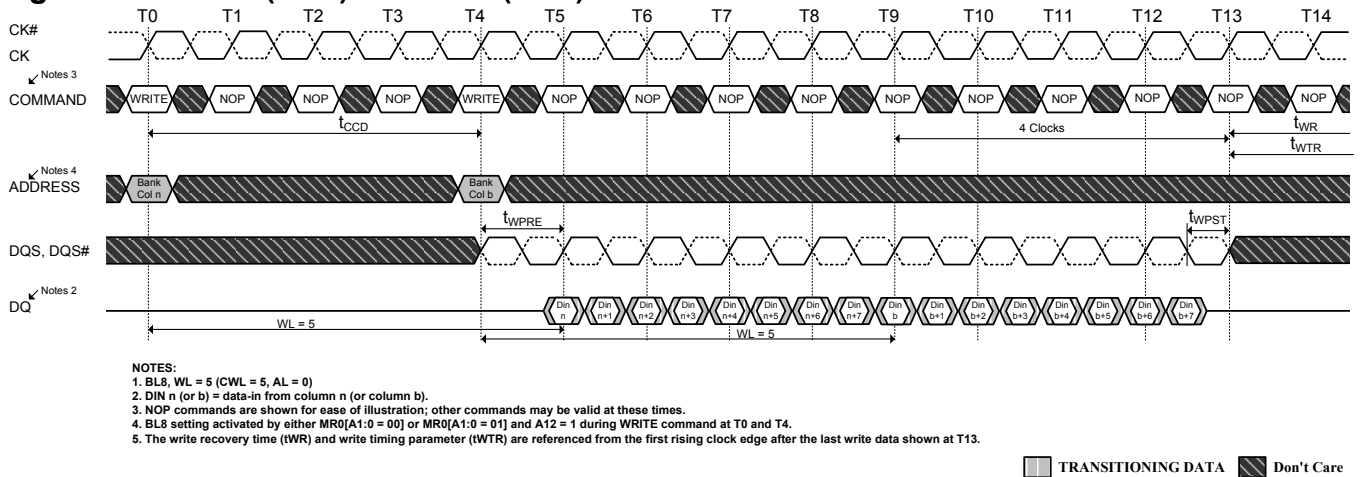 T0 T1 T2 T3 T4 T5 T6 T7 T8 T9 T10 T11 T12 T13 T14
CK#
CK
Notes 3
COMMAND WRITE NOP NOP NOP WRITE NOP NOP NOP NOP NOP NOP NOP NOP NOP NOP
tCCD 4 Clocks tWR
tWTR
Notes 4
ADDRESS Bank Col n Bank Col b
tWPRE tWPST
DQS, DQS#
Notes 2
DQ Din n Din n+1 Din n+2 Din n+3 Din n+4 Din n+5 Din n+6 Din n+7 Din b Din b+1 Din b+2 Din b+3 Din b+4 Din b+5 Din b+6 Din b+7
WL = 5 WL = 5
NOTES:
1. BL8, WL = 5 (CWL = 5, AL = 0)
2. DIN n (or b) = data-in from column n (or column b).
3. NOP commands are shown for ease of illustration; other commands may be valid at these times.
4. BL8 setting activated by either MR0[A1:0 = 00] or MR0[A1:0 = 01] and A12 = 1 during WRITE command at T0 and T4.
5. The write recovery time (tWR) and write timing parameter (tWTR) are referenced from the first rising clock edge after the last write data shown at T13.
TRANSITIONING DATA Don't Care